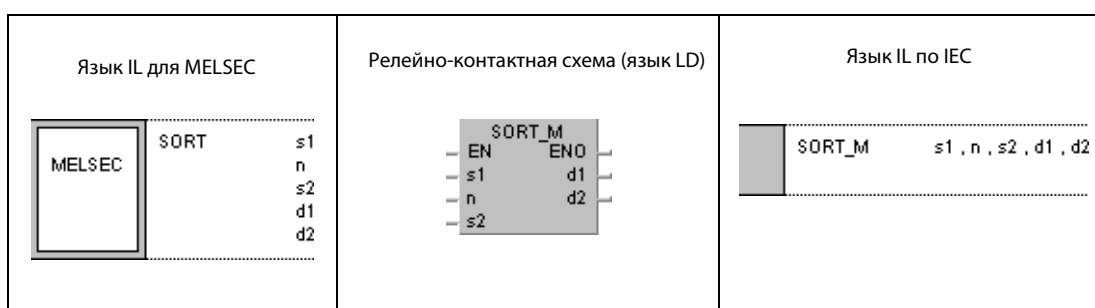 Язык IL для MELSEC
MELSEC
SORT s1
n
s2
d1
d2
Релейно-контактная схема (язык LD)
SORT_M
EN ENO
s1 d1
n d2
s2
Язык IL по IEC
SORT_M s1 , n , s2 , d1 , d2